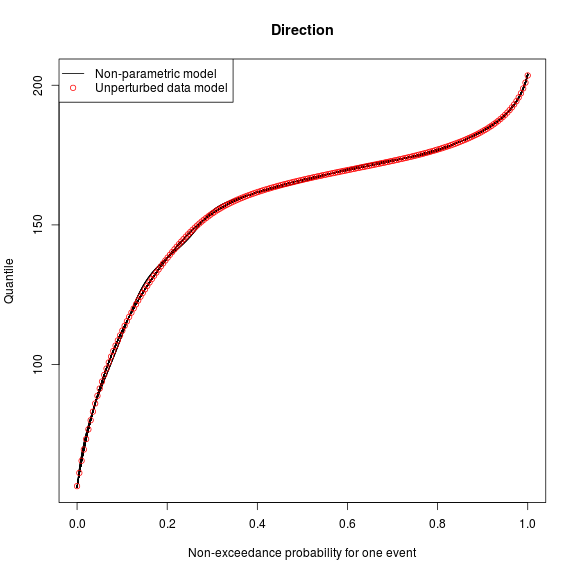 Direction
Non-parametric model
Unperturbed data model
200
150
100
Quantile
0.0 0.2 0.4 0.6 0.8 1.0
Non-exceedance probability for one event